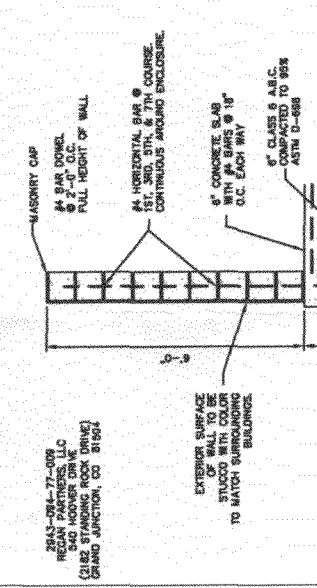 2943-094-77-009
REGAN PARTNERS, LLC
540 HOOVER DRIVE
(2182 STANDING ROCK DRIVE)
GRAND JUNCTION, CO 81504
MASONRY CAP
#4 BAR DOWEL
@ 2'-0" O.C.
FULL HEIGHT OF WALL
#4 HORIZONTAL BAR @
1ST, 3RD, 5TH, & 7TH COURSE,
CONTINUOUS AROUND ENCLOSURE.
6'-0"
EXTERIOR SURFACE
OF WALL TO BE
STUCCO WITH COLOR
TO MATCH SURROUNDING
BUILDINGS.
6" CONCRETE SLAB
WITH #4 BARS @ 18"
O.C. EACH WAY
6" CLASS 6 A.B.C.
COMPACTED TO 95%
ASTM D-698